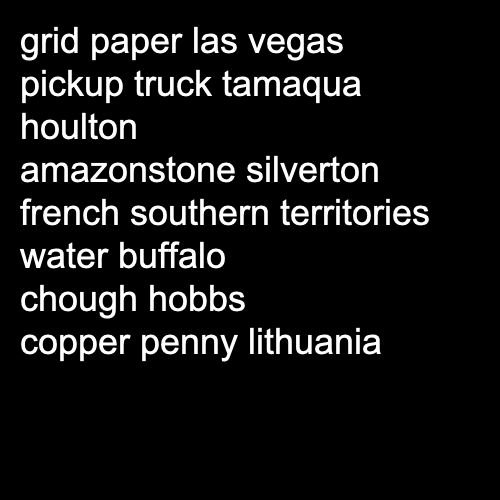 grid paper las vegas
pickup truck tamaqua
houlton
amazonstone silverton
french southern territories
water buffalo
chough hobbs
copper penny lithuania